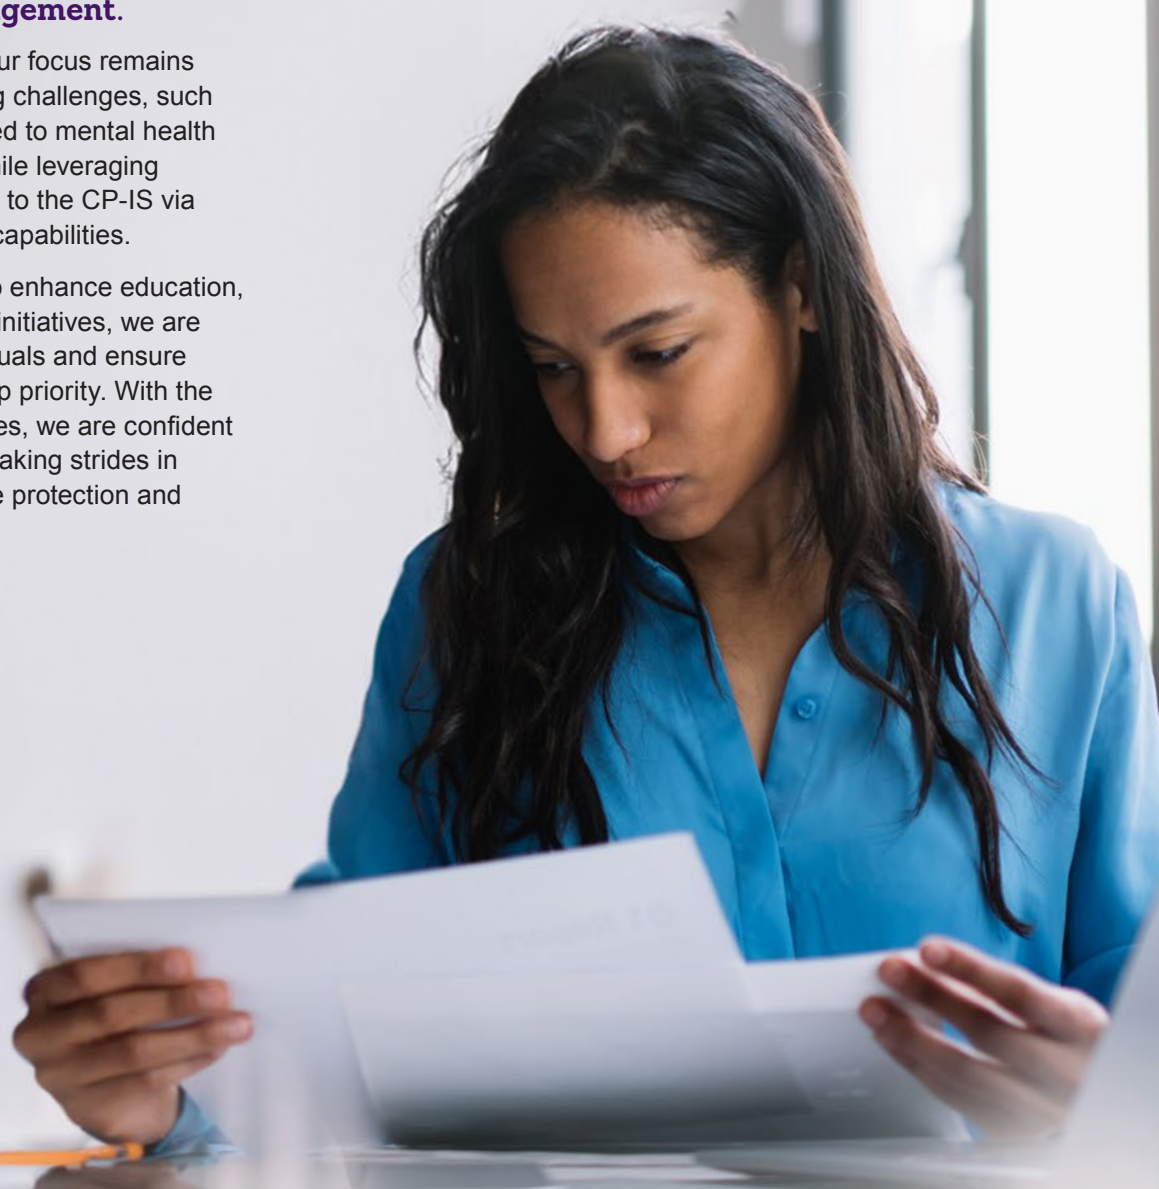 gement.
ur focus remains
g challenges, such
ed to mental health
ile leveraging
to the CP-IS via
capabilities.
o enhance education,
initiatives, we are
uals and ensure
p priority. With the
es, we are confident
aking strides in
e protection and